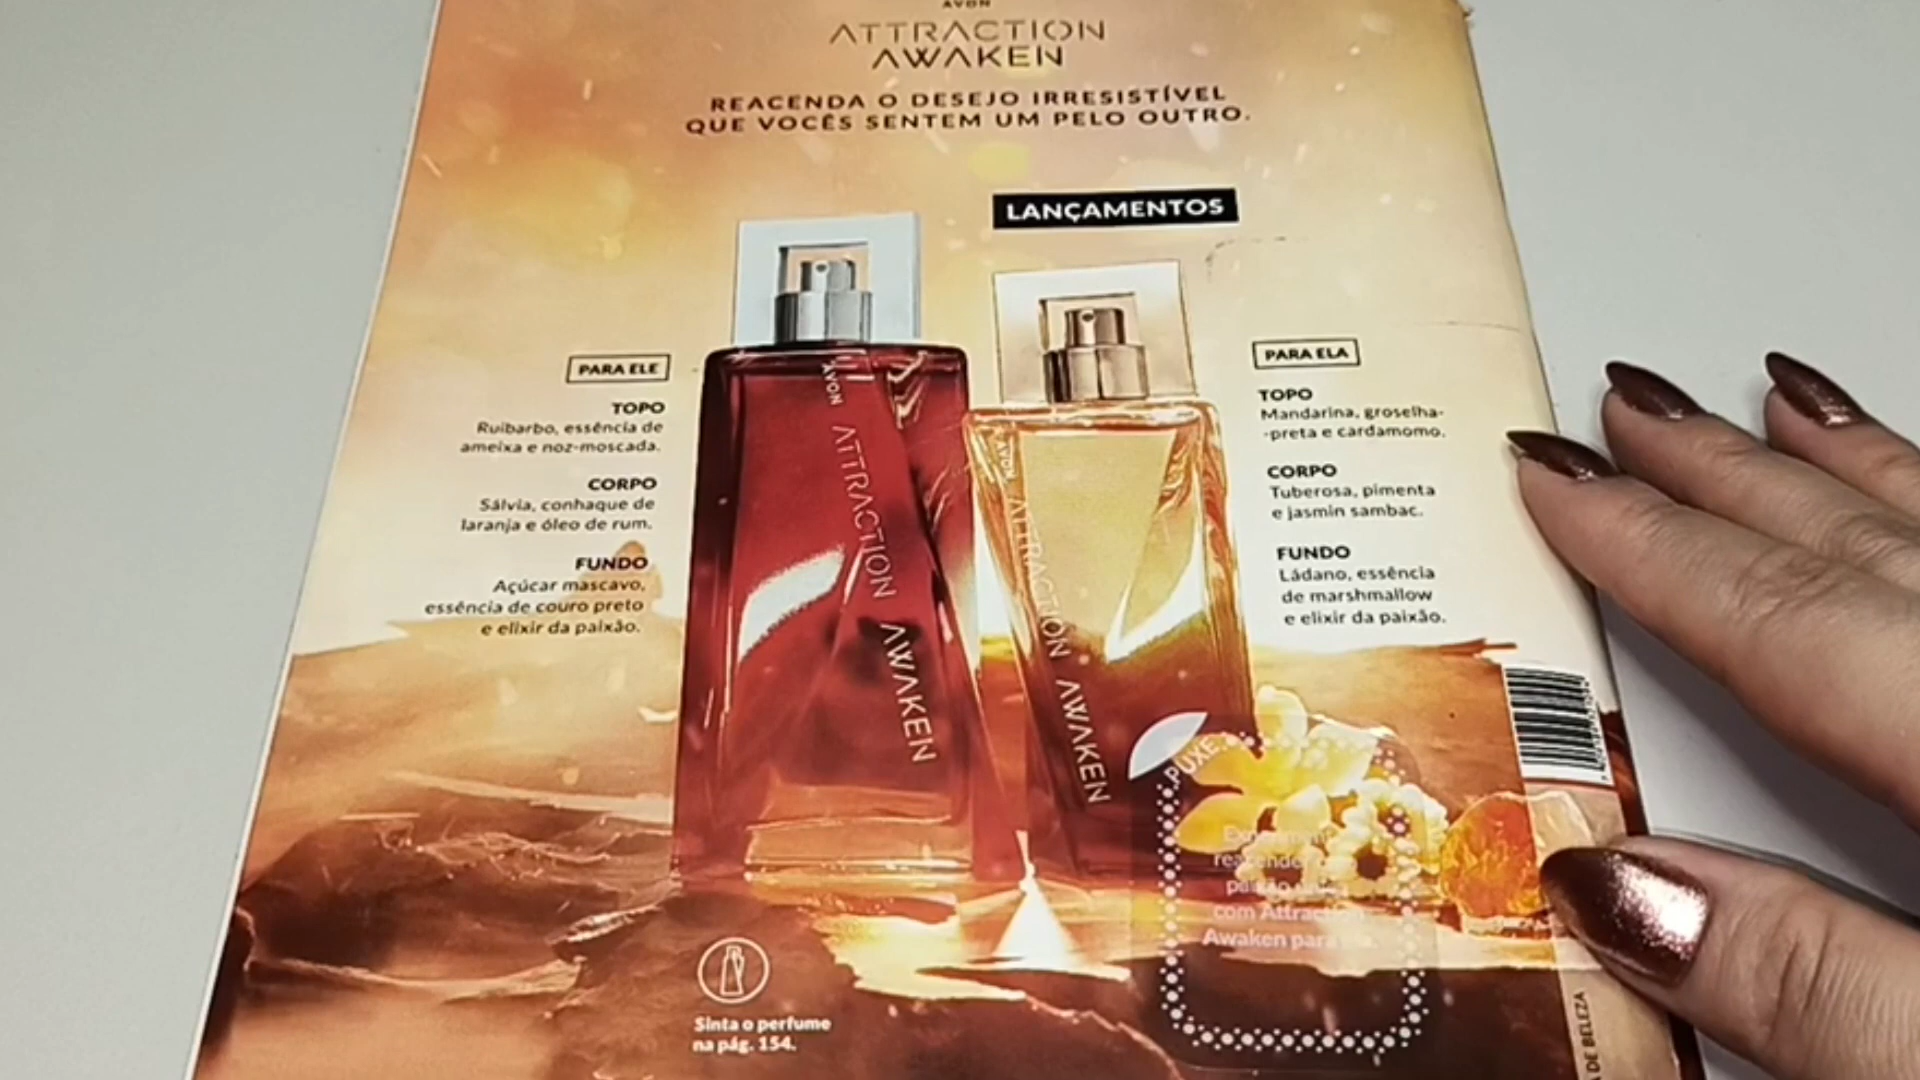 AVON
ATTRACTION
AWAKEN
REACENDA O DESEJO IRRESISTÍVEL
QUE VOCÊS SENTEM UM PELO OUTRO.
LANÇAMENTOS
PARA ELE
TOPO
Ruibarbo, essência de
ameixa e noz-moscada.
CORPO
Sálvia, conhaque de
laranja e óleo de rum.
FUNDO
Açúcar mascavo,
essência de couro preto
e elixir da paixão.
AVON
ATTRACTION AWAKEN
AVON
ATTRACTION AWAKEN
PARA ELA
TOPO
Mandarina, groselha-
-preta e cardamomo.
CORPO
Tuberosa, pimenta
e jasmin sambac.
FUNDO
Ládano, essência
de marshmallow
e elixir da paixão.
PUXE
com Attraction
Awaken para
Sinta o perfume
na pág. 154.
DE BELEZA